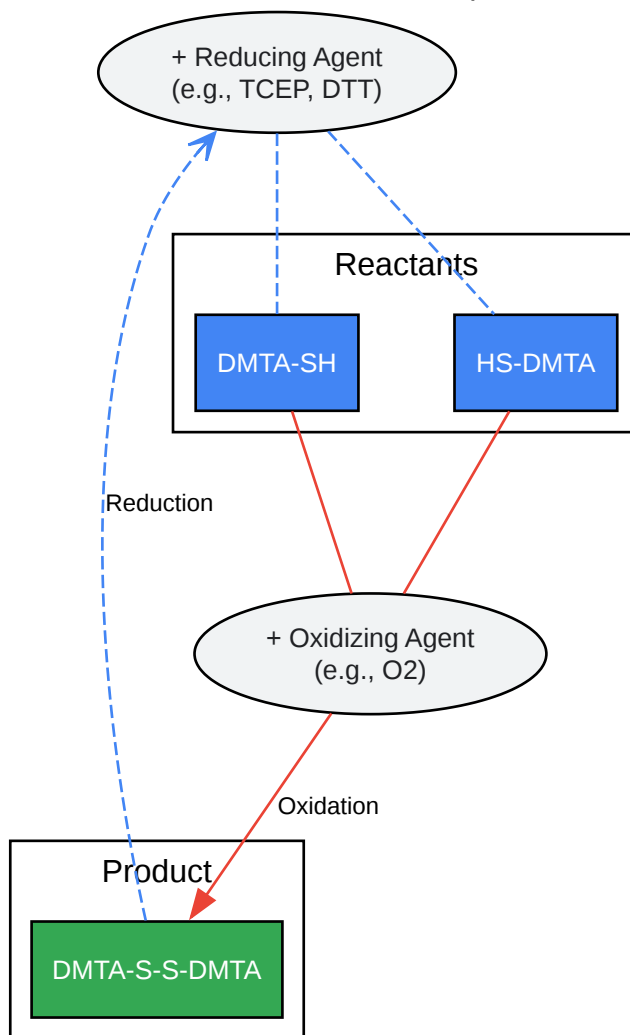 + Reducing Agent
(e.g., TCEP, DTT)
Reactants
DMTA-SH
HS-DMTA
Reduction
+ Oxidizing Agent
(e.g., O2)
Oxidation
Product
DMTA-S-S-DMTA